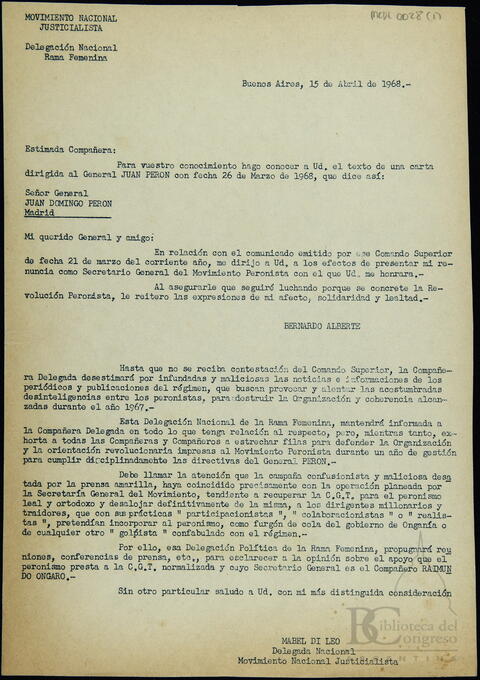 MOVIMIENTO NACIONAL
JUSTICIALISTA
Delegación Nacional
Rama Femenina
Buenos Aires, 15 de Abril de 1968.-
Estimada Compañera:
Para vuestro conocimiento hago conocer a Ud. el texto de una carta
dirigida al General JUAN PERON con fecha 26 de Marzo de 1968, que dice así:
Señor General
JUAN DOMINGO PERON
Madrid
Mi querido General y amigo:
En relación con el comunicado emitido por ese Comando Superior
de fecha 21 de marzo del corriente año, me dirijo a Ud. a los efectos de presentar mi re-
nuncia como Secretario General del Movimiento Peronista con el que Ud. me honrara.-
Al asegurarle que seguiré luchando porque se concrete la Re-
volución Peronista, le reitero las expresiones de mi afecto, solidaridad y lealtad.-
BERNARDO ALBERTE
Hasta que no se reciba contestación del Comando Superior, la Compañe-
ra Delegada desestimará por infundadas y maliciosas las noticias e informaciones de los
periódicos y publicaciones del régimen, que buscan provocar y alentar las acostumbradas
desinteligencias entre los peronistas, para destruir la Organización y coherencia alcan-
zadas durante el año 1967.-
Esta Delegación Nacional de la Rama Femenina, mantendrá informada a
la Compañera Delegada en todo lo que tenga relación al respecto, pero, mientras tanto, ex-
horta a todas las Compañeras y Compañeros a estrechar filas para defender la Organización
y la orientación revolucionaria impresas al Movimiento Peronista durante un año de gestión
para cumplir disciplinadamente las directivas del General PERON.-
Debe llamar la atención que la campaña confusionista y maliciosa desa
tada por la prensa amarilla, haya coincidido precisamente con la operación planeada por
la Secretaría General del Movimiento, tendiente a recuperar la C.G.T. para el peronismo
leal y ortodoxo y desalojar definitivamente de la misma, a los dirigentes millonarios y
traidores, que con sus prácticas " participacionistas ", " colaboracionistas " o " realis-
tas ", pretendían incorporar al peronismo, como furgón de cola del gobierno de Onganía o
de cualquier otro " golpista " confabulado con el régimen.-
Por ello, esa Delegación Política de la Rama Femenina, propugnará reu
niones, conferencias de prensa, etc., para esclarecer a la opinión sobre el apoyo que el
peronismo presta a la C.G.T. normalizada y cuyo Secretario General es el Compañero RAIMUN
DO ONGARO.-
Sin otro particular saludo a Ud. con mi más distinguida consideración
Biblioteca del
Congreso
MABEL DI LEO
Delegada Nacional
Movimiento Nacional Justicialista